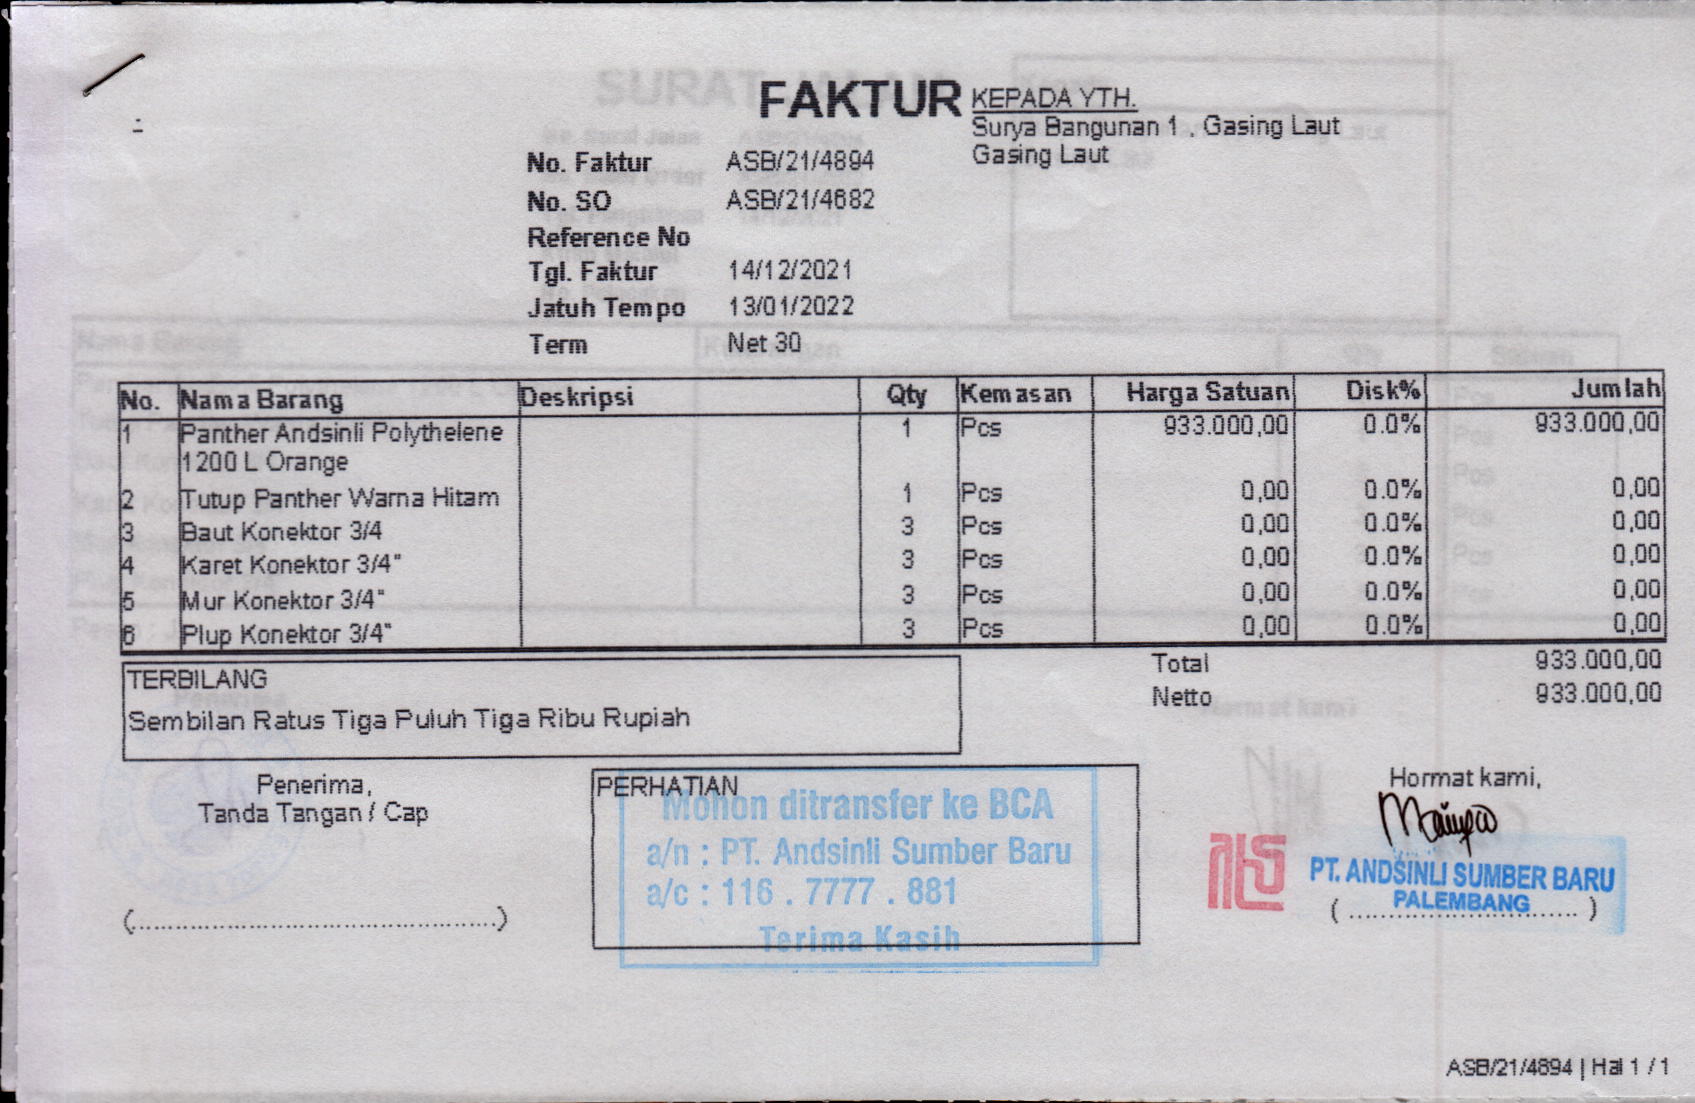 FAKTUR
KEPADA YTH.
Surya Bangunan 1 , Gasing Laut
Gasing Laut
No. Faktur ASB/21/4894
No. SO ASB/21/4682
Reference No
Tgl. Faktur 14/12/2021
Jatuh Tempo 13/01/2022
Term Net 30
No. Nama Barang Deskripsi Qty Kemasan Harga Satuan Disk% Jumlah
1 Panther Andsinli Polythelene 1 Pcs 933.000,00 0.0% 933.000,00
1200 L Orange
2 Tutup Panther Warna Hitam 1 Pcs 0,00 0.0% 0,00
3 Baut Konektor 3/4 3 Pcs 0,00 0.0% 0,00
4 Karet Konektor 3/4" 3 Pcs 0,00 0.0% 0,00
5 Mur Konektor 3/4" 3 Pcs 0,00 0.0% 0,00
6 Plup Konektor 3/4" 3 Pcs 0,00 0.0% 0,00
Total 933.000,00
Netto 933.000,00
TERBILANG
Sembilan Ratus Tiga Puluh Tiga Ribu Rupiah
Penerima,
Tanda Tangan / Cap
(................................................)
PERHATIAN
Mohon ditransfer ke BCA
a/n : PT. Andsinli Sumber Baru
a/c : 116 . 7777 . 881
Terima Kasih
Hormat kami,
PT. ANDSINLI SUMBER BARU
PALEMBANG
( .............................. )
ASB/21/4894 | Hal 1 / 1